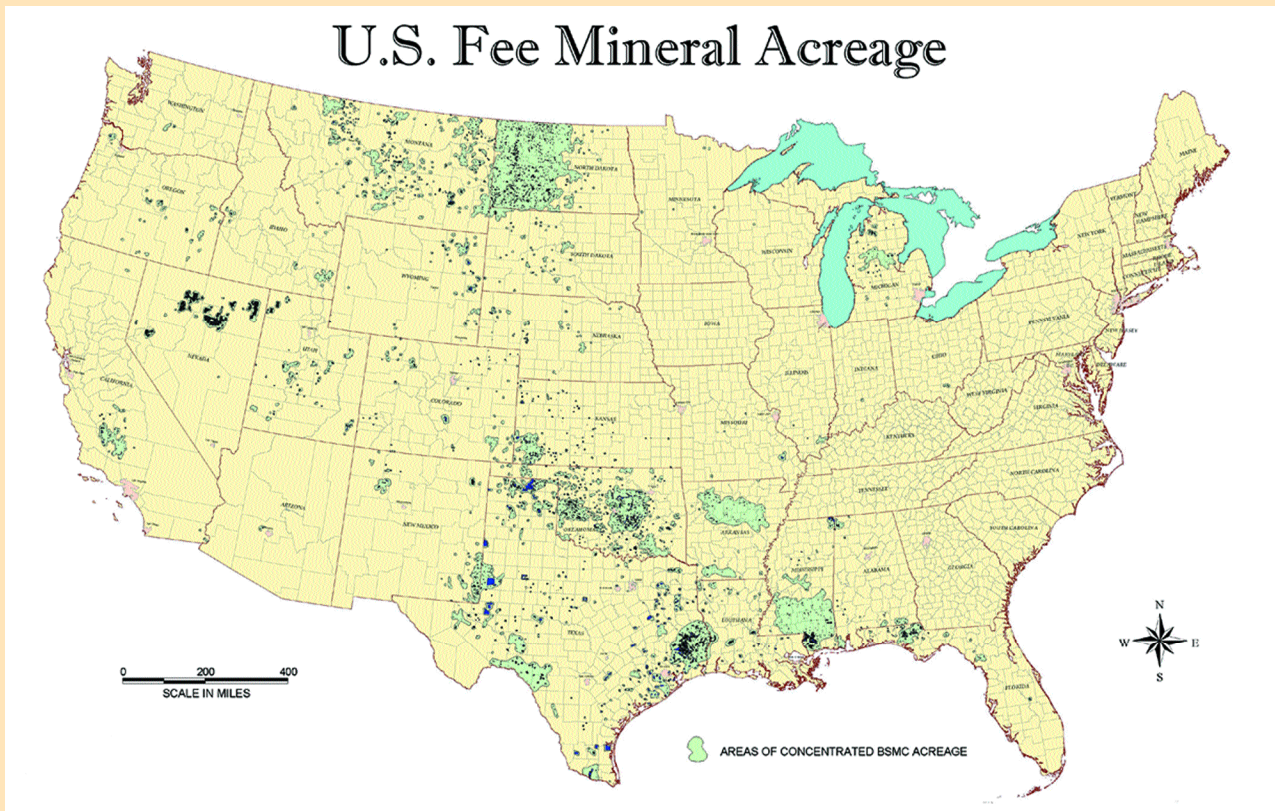 U.S. Fee Mineral Acreage
WASHINGTON
MONTANA
NORTH DAKOTA
MAINE
OREGON
IDAHO
MINNESOTA
VERMONT
NEW HAMPSHIRE
WYOMING
SOUTH DAKOTA
WISCONSIN
MICHIGAN
NEW YORK
MASSACHUSETTS
NEVADA
UTAH
NEBRASKA
IOWA
PENNSYLVANIA
NEW JERSEY
CALIFORNIA
COLORADO
KANSAS
MISSOURI
ILLINOIS
INDIANA
OHIO
WEST VIRGINIA
VIRGINIA
DELAWARE
KENTUCKY
ARIZONA
NEW MEXICO
OKLAHOMA
ARKANSAS
TENNESSEE
NORTH CAROLINA
SOUTH CAROLINA
TEXAS
LOUISIANA
MISSISSIPPI
ALABAMA
GEORGIA
FLORIDA
N
W E
S
0 200 400
SCALE IN MILES
AREAS OF CONCENTRATED BSMC ACREAGE